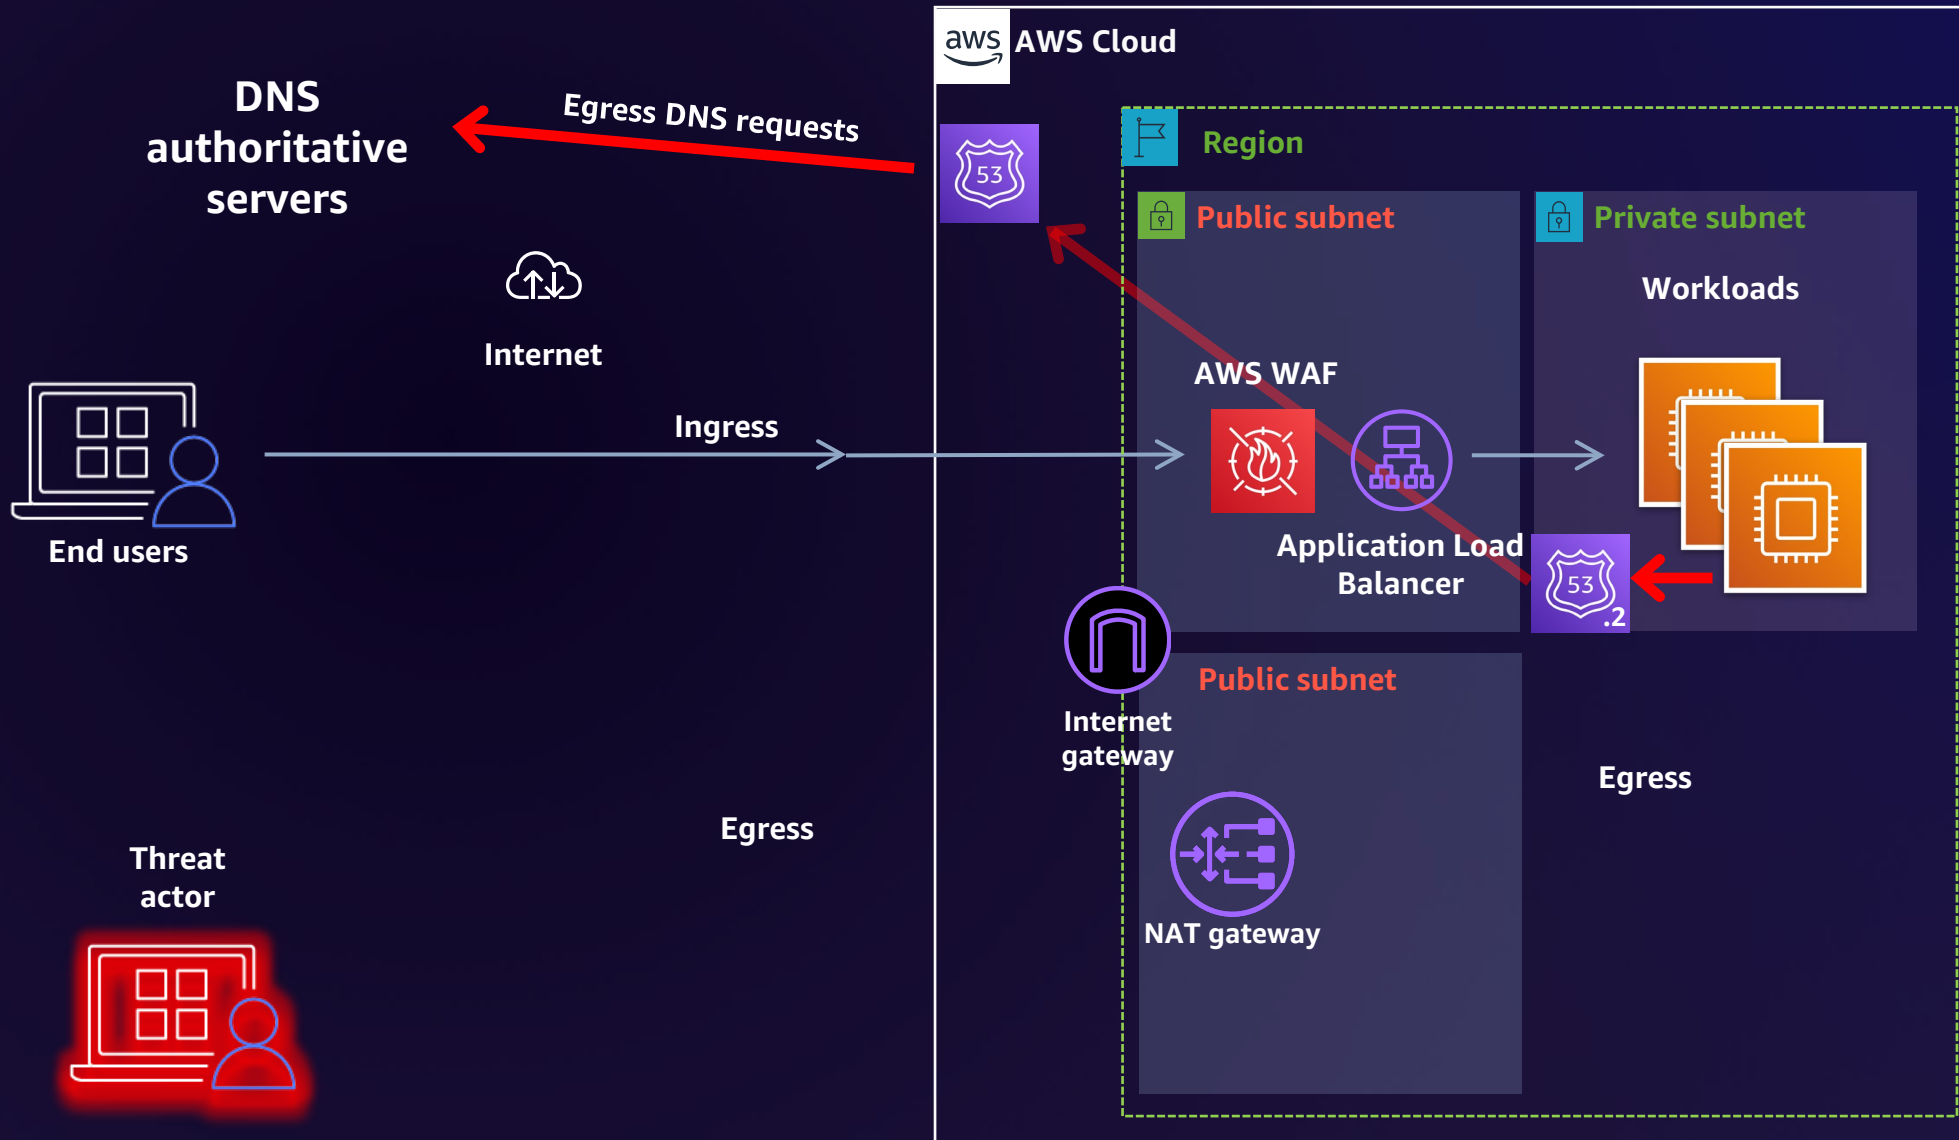 aws
AWS Cloud
DNS
authoritative
servers
Egress DNS requests
53
Region
Public subnet
Private subnet
Workloads
Internet
AWS WAF
Ingress
End users
Application Load
Balancer
53
.2
Public subnet
Internet
gateway
Egress
Egress
Threat
actor
NAT gateway